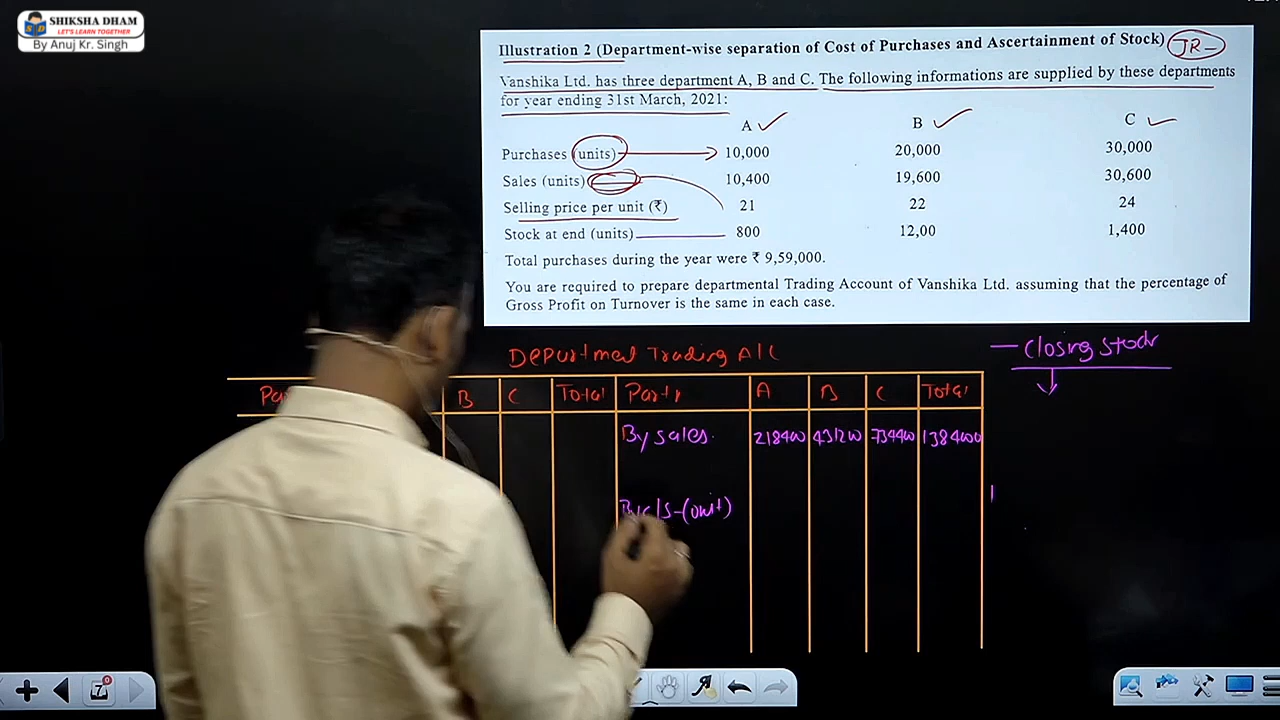 SHIKSHA DHAM
LET'S LEARN TOGETHER
By Anuj Kr. Singh
Illustration 2 (Department-wise separation of Cost of Purchases and Ascertainment of Stock) JR-
Vanshika Ltd. has three department A, B and C. The following informations are supplied by these departments
for year ending 31st March, 2021:
A B C
Purchases (units) 10,000 20,000 30,000
Sales (units) 10,400 19,600 30,600
Selling price per unit (₹) 21 22 24
Stock at end (units) 800 12,00 1,400
Total purchases during the year were ₹ 9,59,000.
You are required to prepare departmental Trading Account of Vanshika Ltd. assuming that the percentage of
Gross Profit on Turnover is the same in each case.
Departmet Trading A/C
— Closing Stock
B C Total Party A B C Total
By sales. 218400 431200 734400 1384000
By c/s-(unit)
7
0